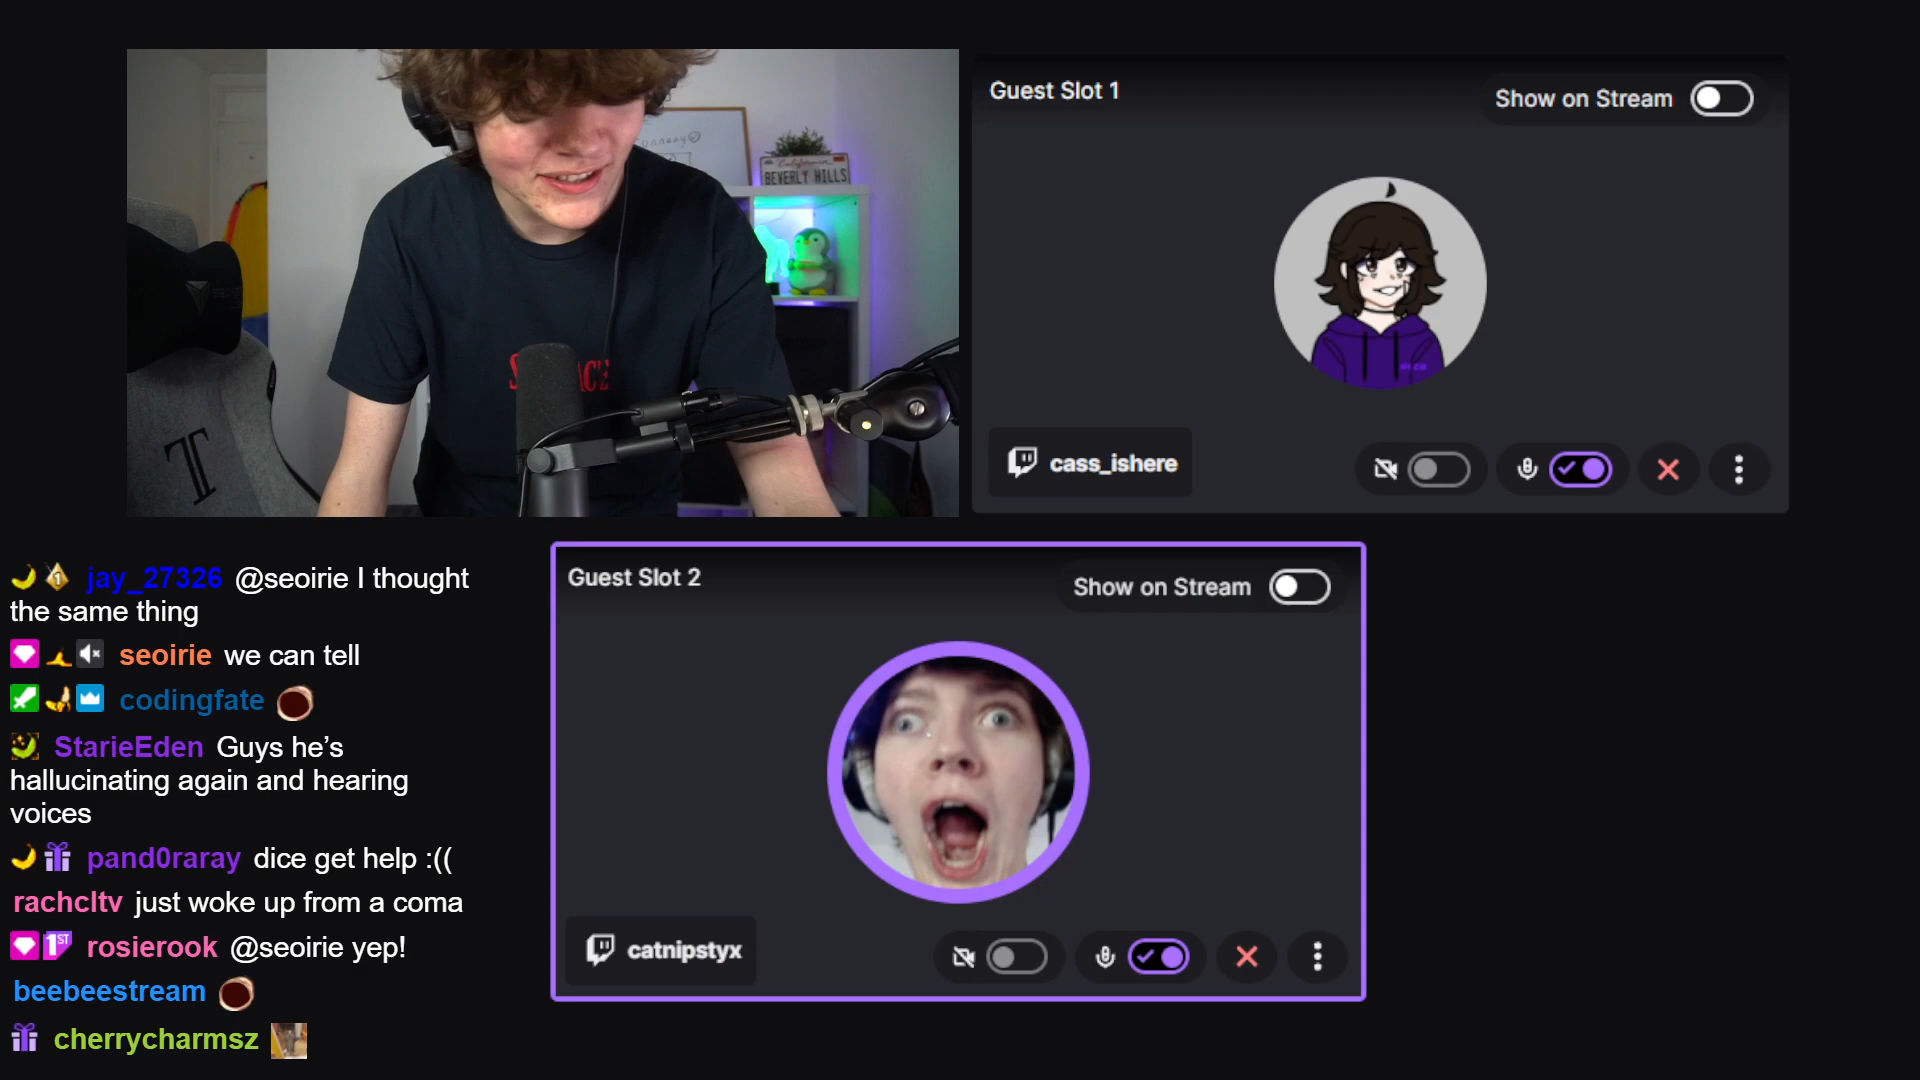 California
BEVERLY HILLS
Guest Slot 1
Show on Stream
cass_ishere
jay_27326 @seoirie I thought
the same thing
seoirie we can tell
codingfate
StarieEden Guys he's
hallucinating again and hearing
voices
pand0raray dice get help :((
rachcltv just woke up from a coma
1ST rosierook @seoirie yep!
beebeestream
cherrycharmsz
Guest Slot 2
Show on Stream
catnipstyx